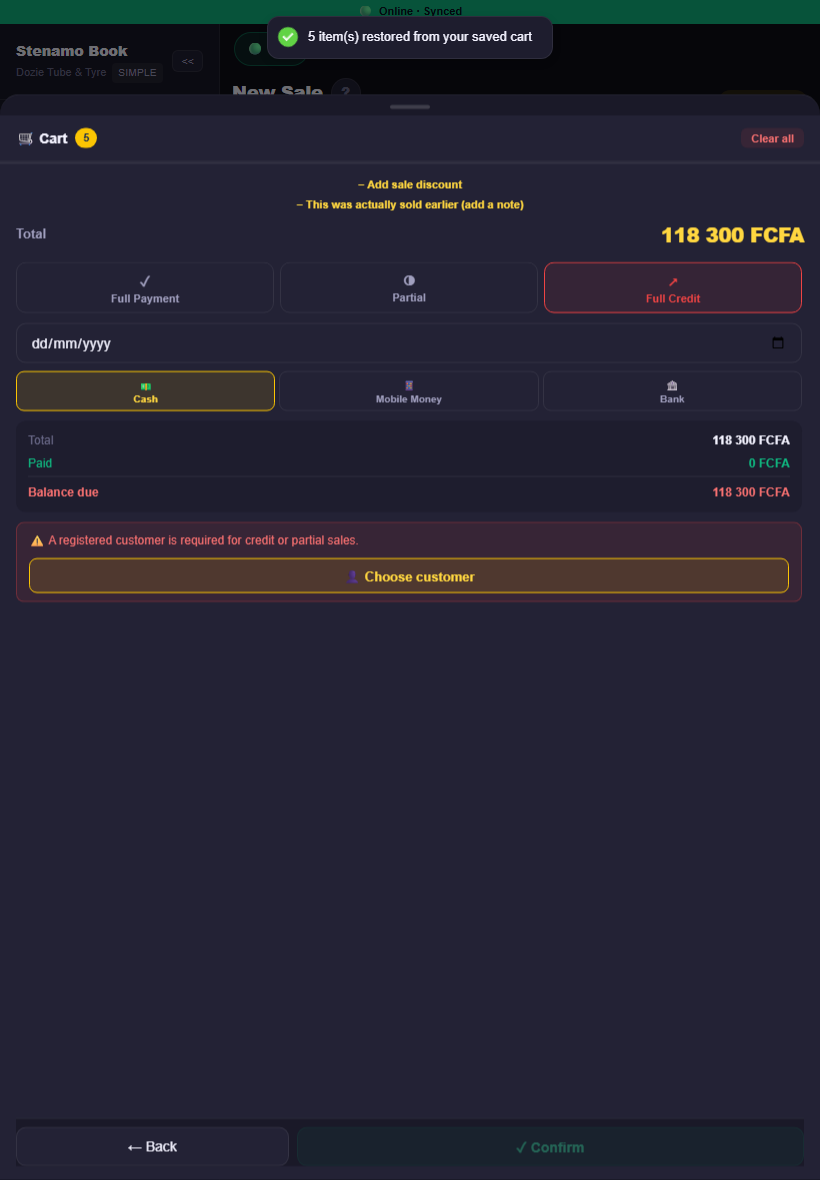 Online · Synced
5 item(s) restored from your saved cart
Stenamo Book
Dozie Tube & Tyre SIMPLE
<<
New Sale ?
Cart 5
Clear all
– Add sale discount
– This was actually sold earlier (add a note)
Total 118 300 FCFA
✓ Full Payment
Partial
↗ Full Credit
dd/mm/yyyy
Cash
Mobile Money
Bank
Total 118 300 FCFA
Paid 0 FCFA
Balance due 118 300 FCFA
⚠ A registered customer is required for credit or partial sales.
Choose customer
← Back
✓ Confirm